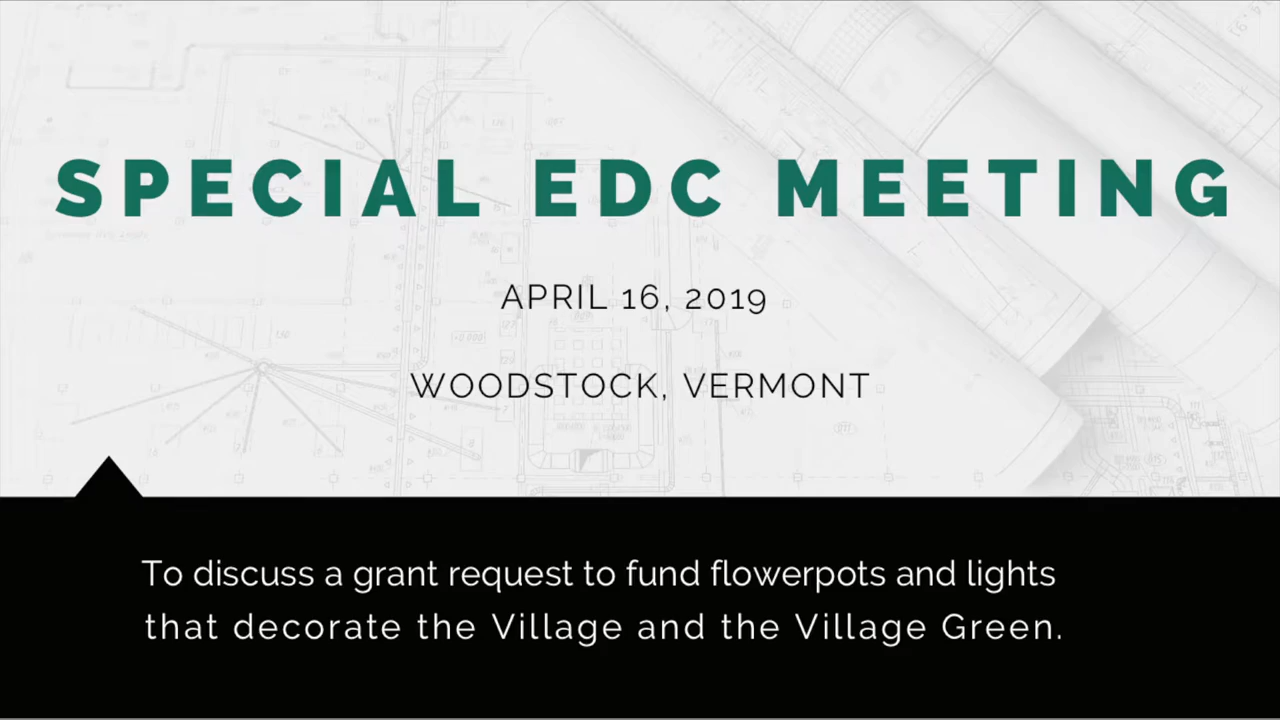 SPECIAL EDC MEETING
APRIL 16, 2019
WOODSTOCK, VERMONT
To discuss a grant request to fund flowerpots and lights
that decorate the Village and the Village Green.